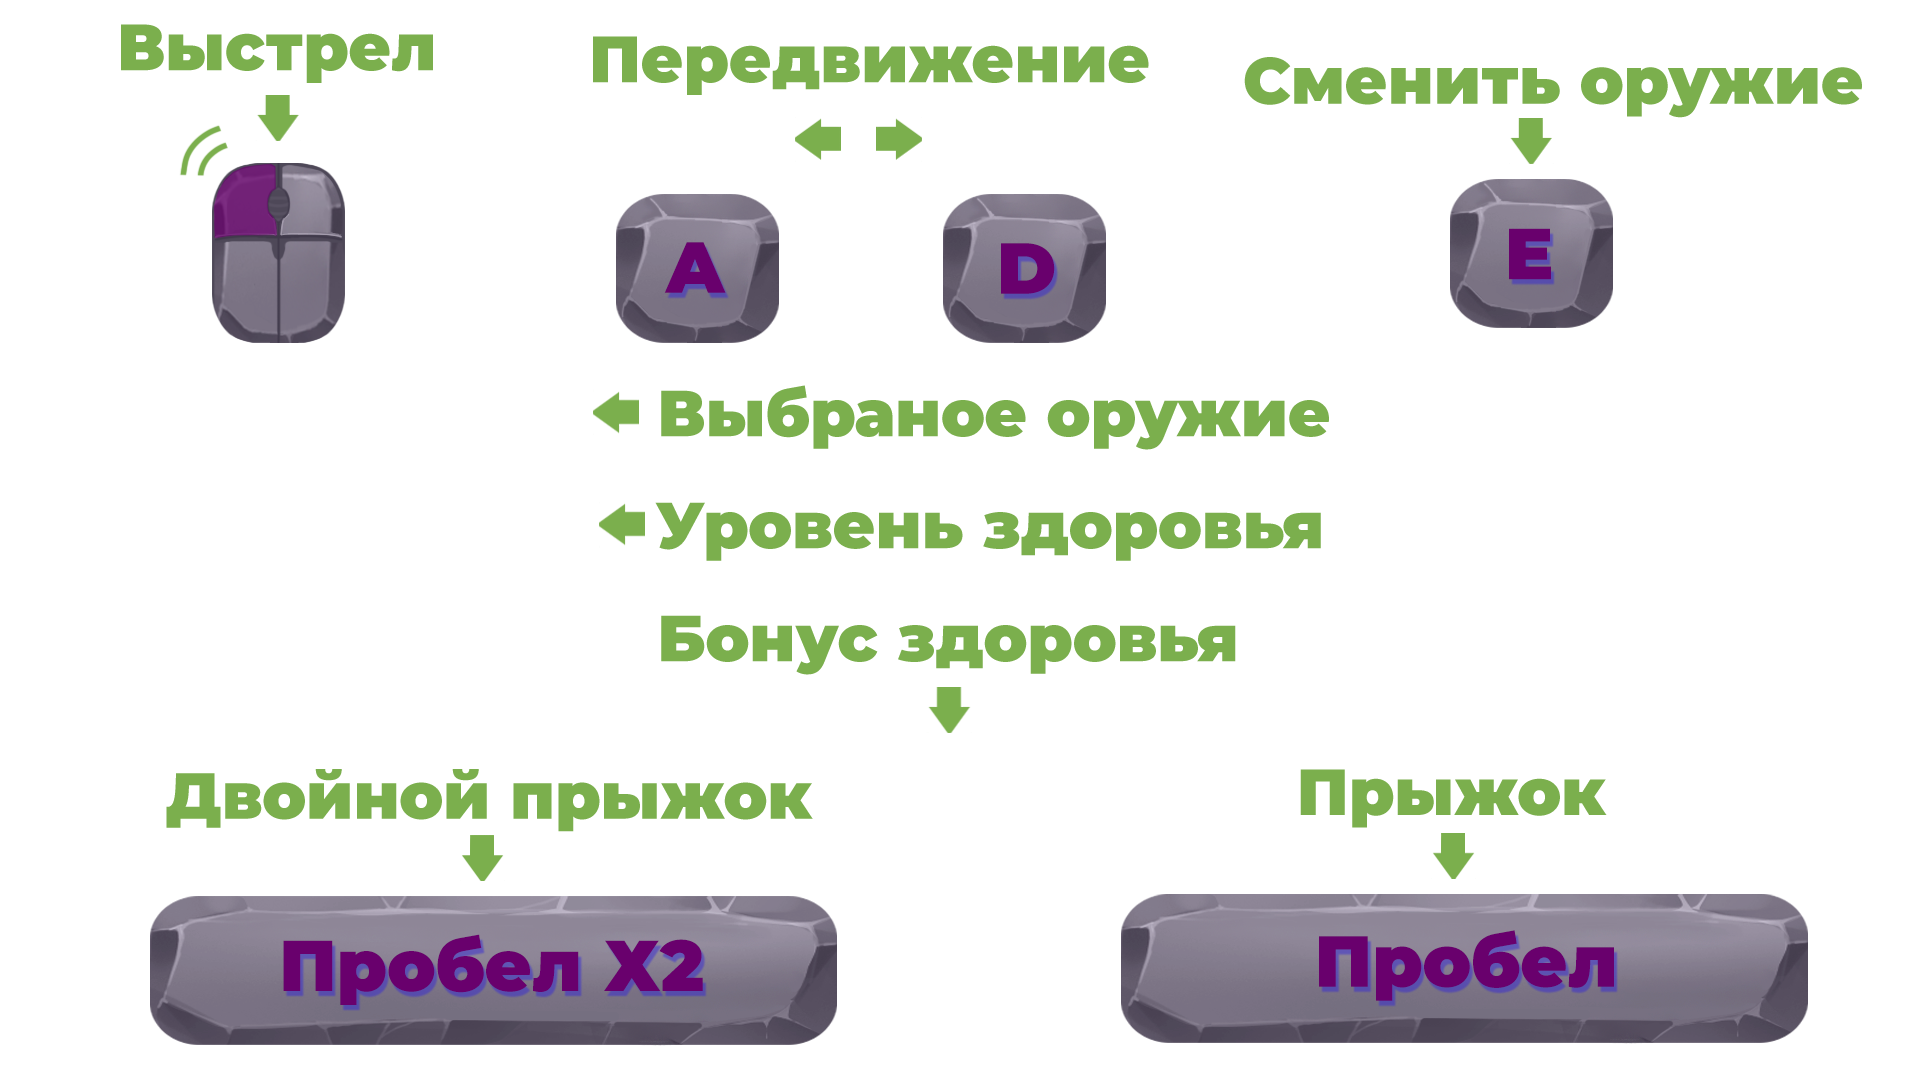 Выстрел
Передвижение
Сменить оружие
A
D
E
Выбраное оружие
Уровень здоровья
Бонус здоровья
Двойной прыжок
Прыжок
Пробел X2
Пробел